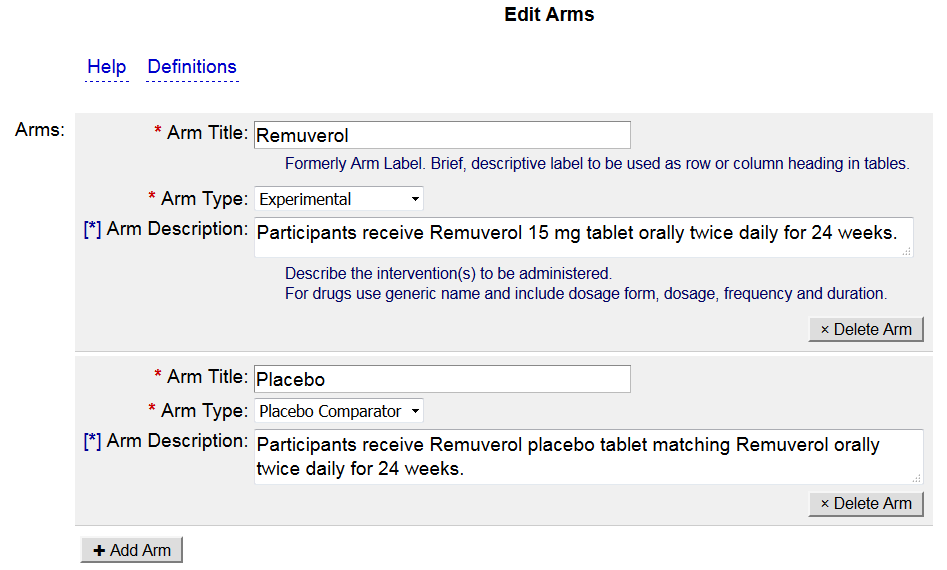 Edit Arms
Help Definitions
Arms:
* Arm Title: Remuverol
Formerly Arm Label. Brief, descriptive label to be used as row or column heading in tables.
* Arm Type: Experimental
[*] Arm Description: Participants receive Remuverol 15 mg tablet orally twice daily for 24 weeks.
Describe the intervention(s) to be administered.
For drugs use generic name and include dosage form, dosage, frequency and duration.
× Delete Arm
* Arm Title: Placebo
* Arm Type: Placebo Comparator
[*] Arm Description: Participants receive Remuverol placebo tablet matching Remuverol orally
twice daily for 24 weeks.
× Delete Arm
+ Add Arm